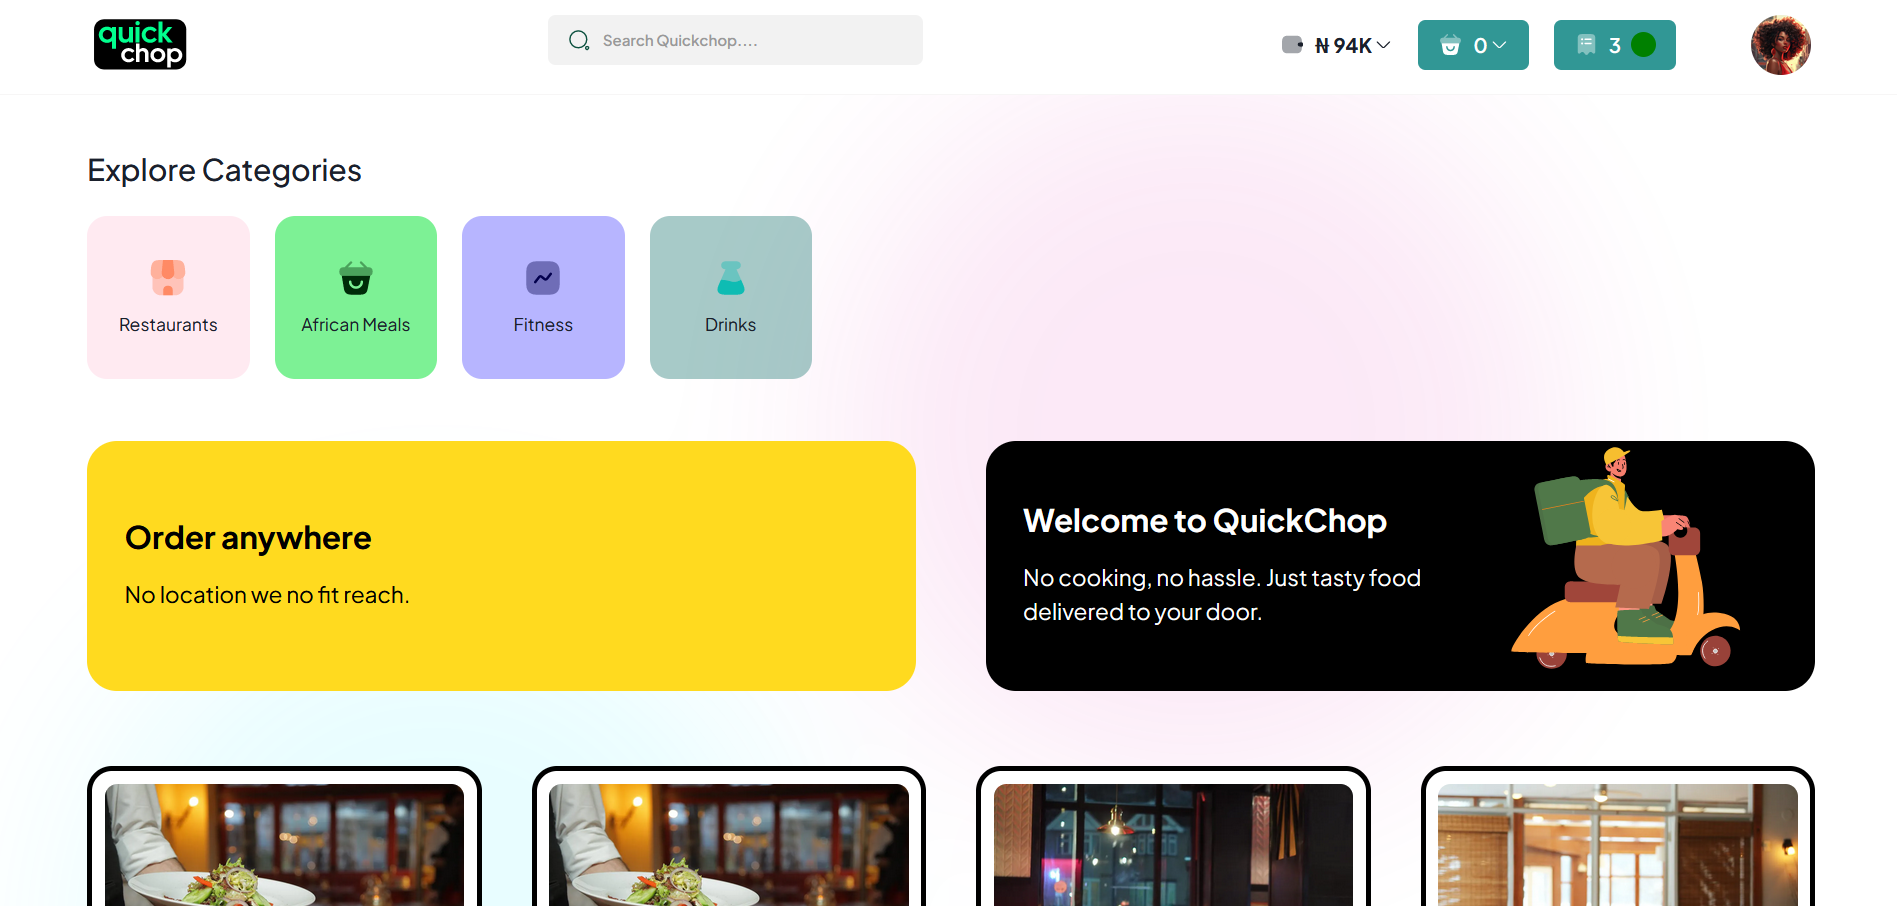 quick
chop
Search Quickchop....
₦ 94K
0
3
Explore Categories
Restaurants
African Meals
Fitness
Drinks
Order anywhere
No location we no fit reach.
Welcome to QuickChop
No cooking, no hassle. Just tasty food
delivered to your door.